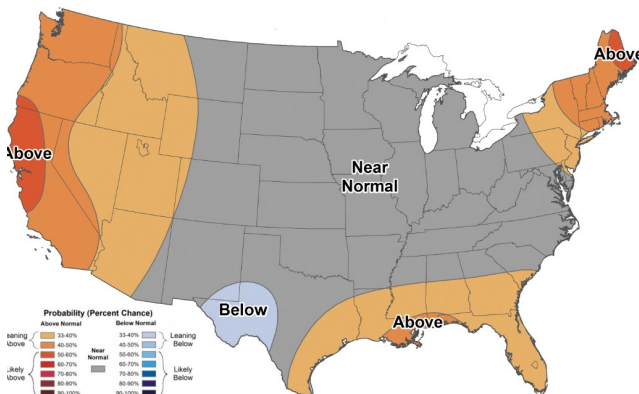 Above
Above
Near
Normal
Below
Above
Probability (Percent Chance)
Above Normal
Below Normal
eaning
Above
33-40%
40-50%
33-40%
40-50%
Leaning
Below
ikely
Above
50-60%
60-70%
70-80%
80-90%
90-100%
Near
Normal
50-60%
60-70%
70-80%
80-90%
90-100%
Likely
Below